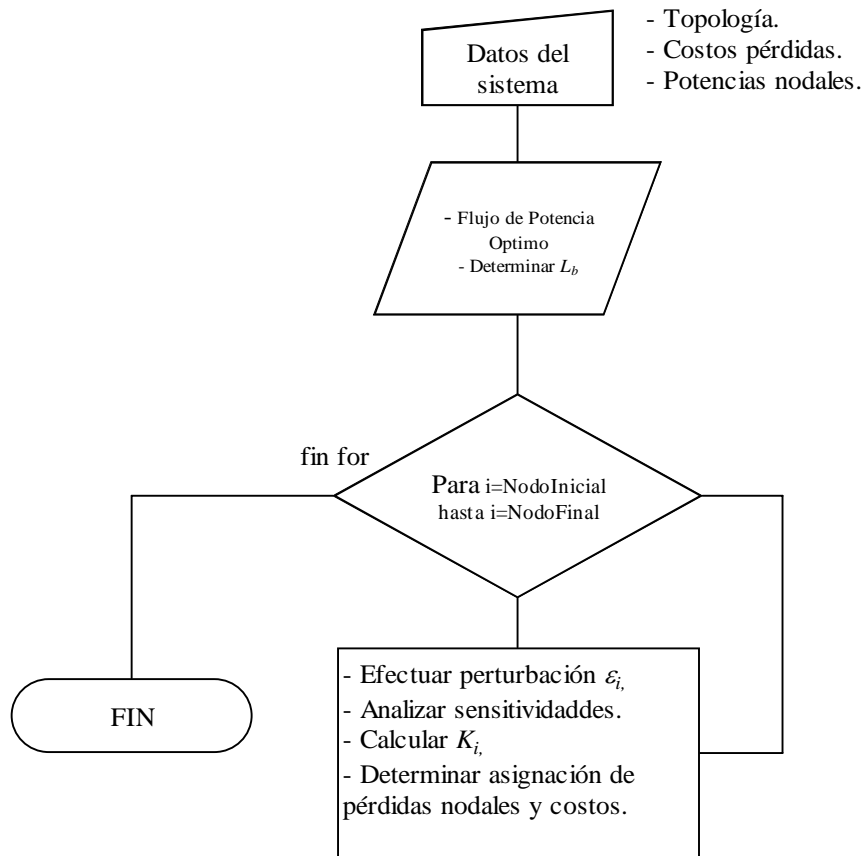 Datos del
sistema
- Topología.
- Costos pérdidas.
- Potencias nodales.
- Flujo de Potencia
Optimo
- Determinar L_b
fin for
Para i=NodoInicial
hasta i=NodoFinal
- Efectuar perturbación ε_i,
- Analizar sensitividaddes.
- Calcular K_i,
- Determinar asignación de
pérdidas nodales y costos.
FIN